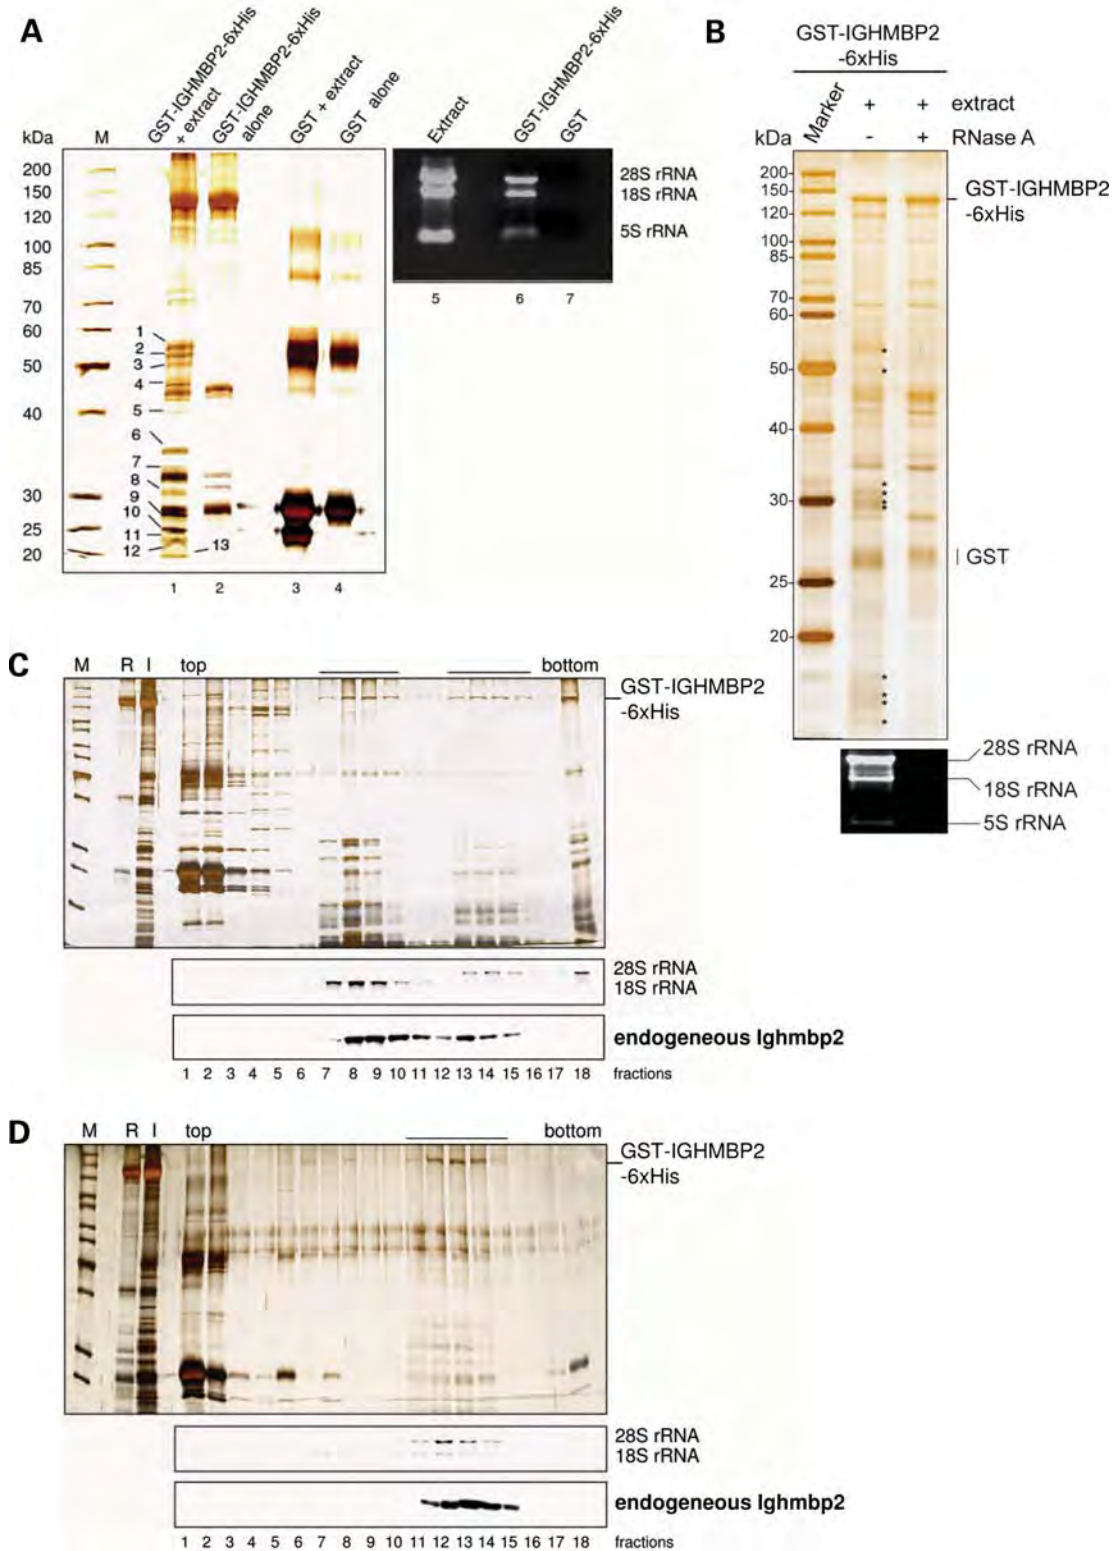 A
kDa
M
GST-IGHMBP2-6xHis
+ extract
GST-IGHMBP2-6xHis
alone
GST + extract
GST alone
200
150
120
100
85
70
60
50
40
30
25
20
1
2
3
4
5
6
7
8
9
10
11
12
13
1 2 3 4
Extract
GST-IGHMBP2-6xHis
GST
28S rRNA
18S rRNA
5S rRNA
5 6 7
B
GST-IGHMBP2
-6xHis
Marker
+ + extract
kDa - + RNase A
200
150
120
100
85
70
60
50
40
30
25
20
GST-IGHMBP2
-6xHis
*
*
*
*
*
*
*
*
*
*
GST
28S rRNA
18S rRNA
5S rRNA
C
M R I top bottom
GST-IGHMBP2
-6xHis
28S rRNA
18S rRNA
endogeneous Ighmbp2
1 2 3 4 5 6 7 8 9 10 11 12 13 14 15 16 17 18 fractions
D
M R I top bottom
GST-IGHMBP2
-6xHis
28S rRNA
18S rRNA
endogeneous Ighmbp2
1 2 3 4 5 6 7 8 9 10 11 12 13 14 15 16 17 18 fractions